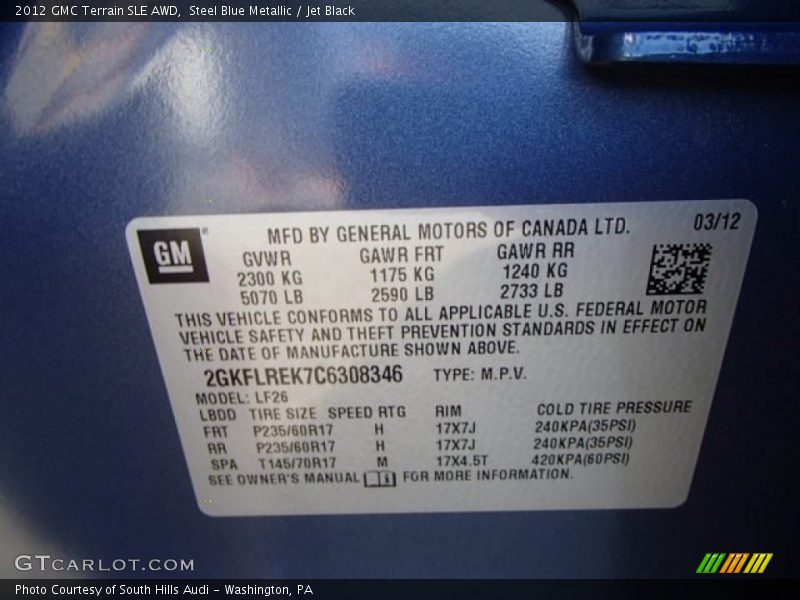 2012 GMC Terrain SLE AWD, Steel Blue Metallic / Jet Black
GM MFD BY GENERAL MOTORS OF CANADA LTD. 03/12
GVWR GAWR FRT GAWR RR
2300 KG 1175 KG 1240 KG
5070 LB 2590 LB 2733 LB
THIS VEHICLE CONFORMS TO ALL APPLICABLE U.S. FEDERAL MOTOR
VEHICLE SAFETY AND THEFT PREVENTION STANDARDS IN EFFECT ON
THE DATE OF MANUFACTURE SHOWN ABOVE.
2GKFLREK7C6308346 TYPE: M.P.V.
MODEL: LF26
LBDD TIRE SIZE SPEED RTG RIM COLD TIRE PRESSURE
FRT P235/60R17 H 17X7J 240KPA(35PSI)
RR P235/60R17 H 17X7J 240KPA(35PSI)
SPA T145/70R17 M 17X4.5T 420KPA(60PSI)
SEE OWNER'S MANUAL FOR MORE INFORMATION.
GTCARLOT.COM
Photo Courtesy of South Hills Audi - Washington, PA